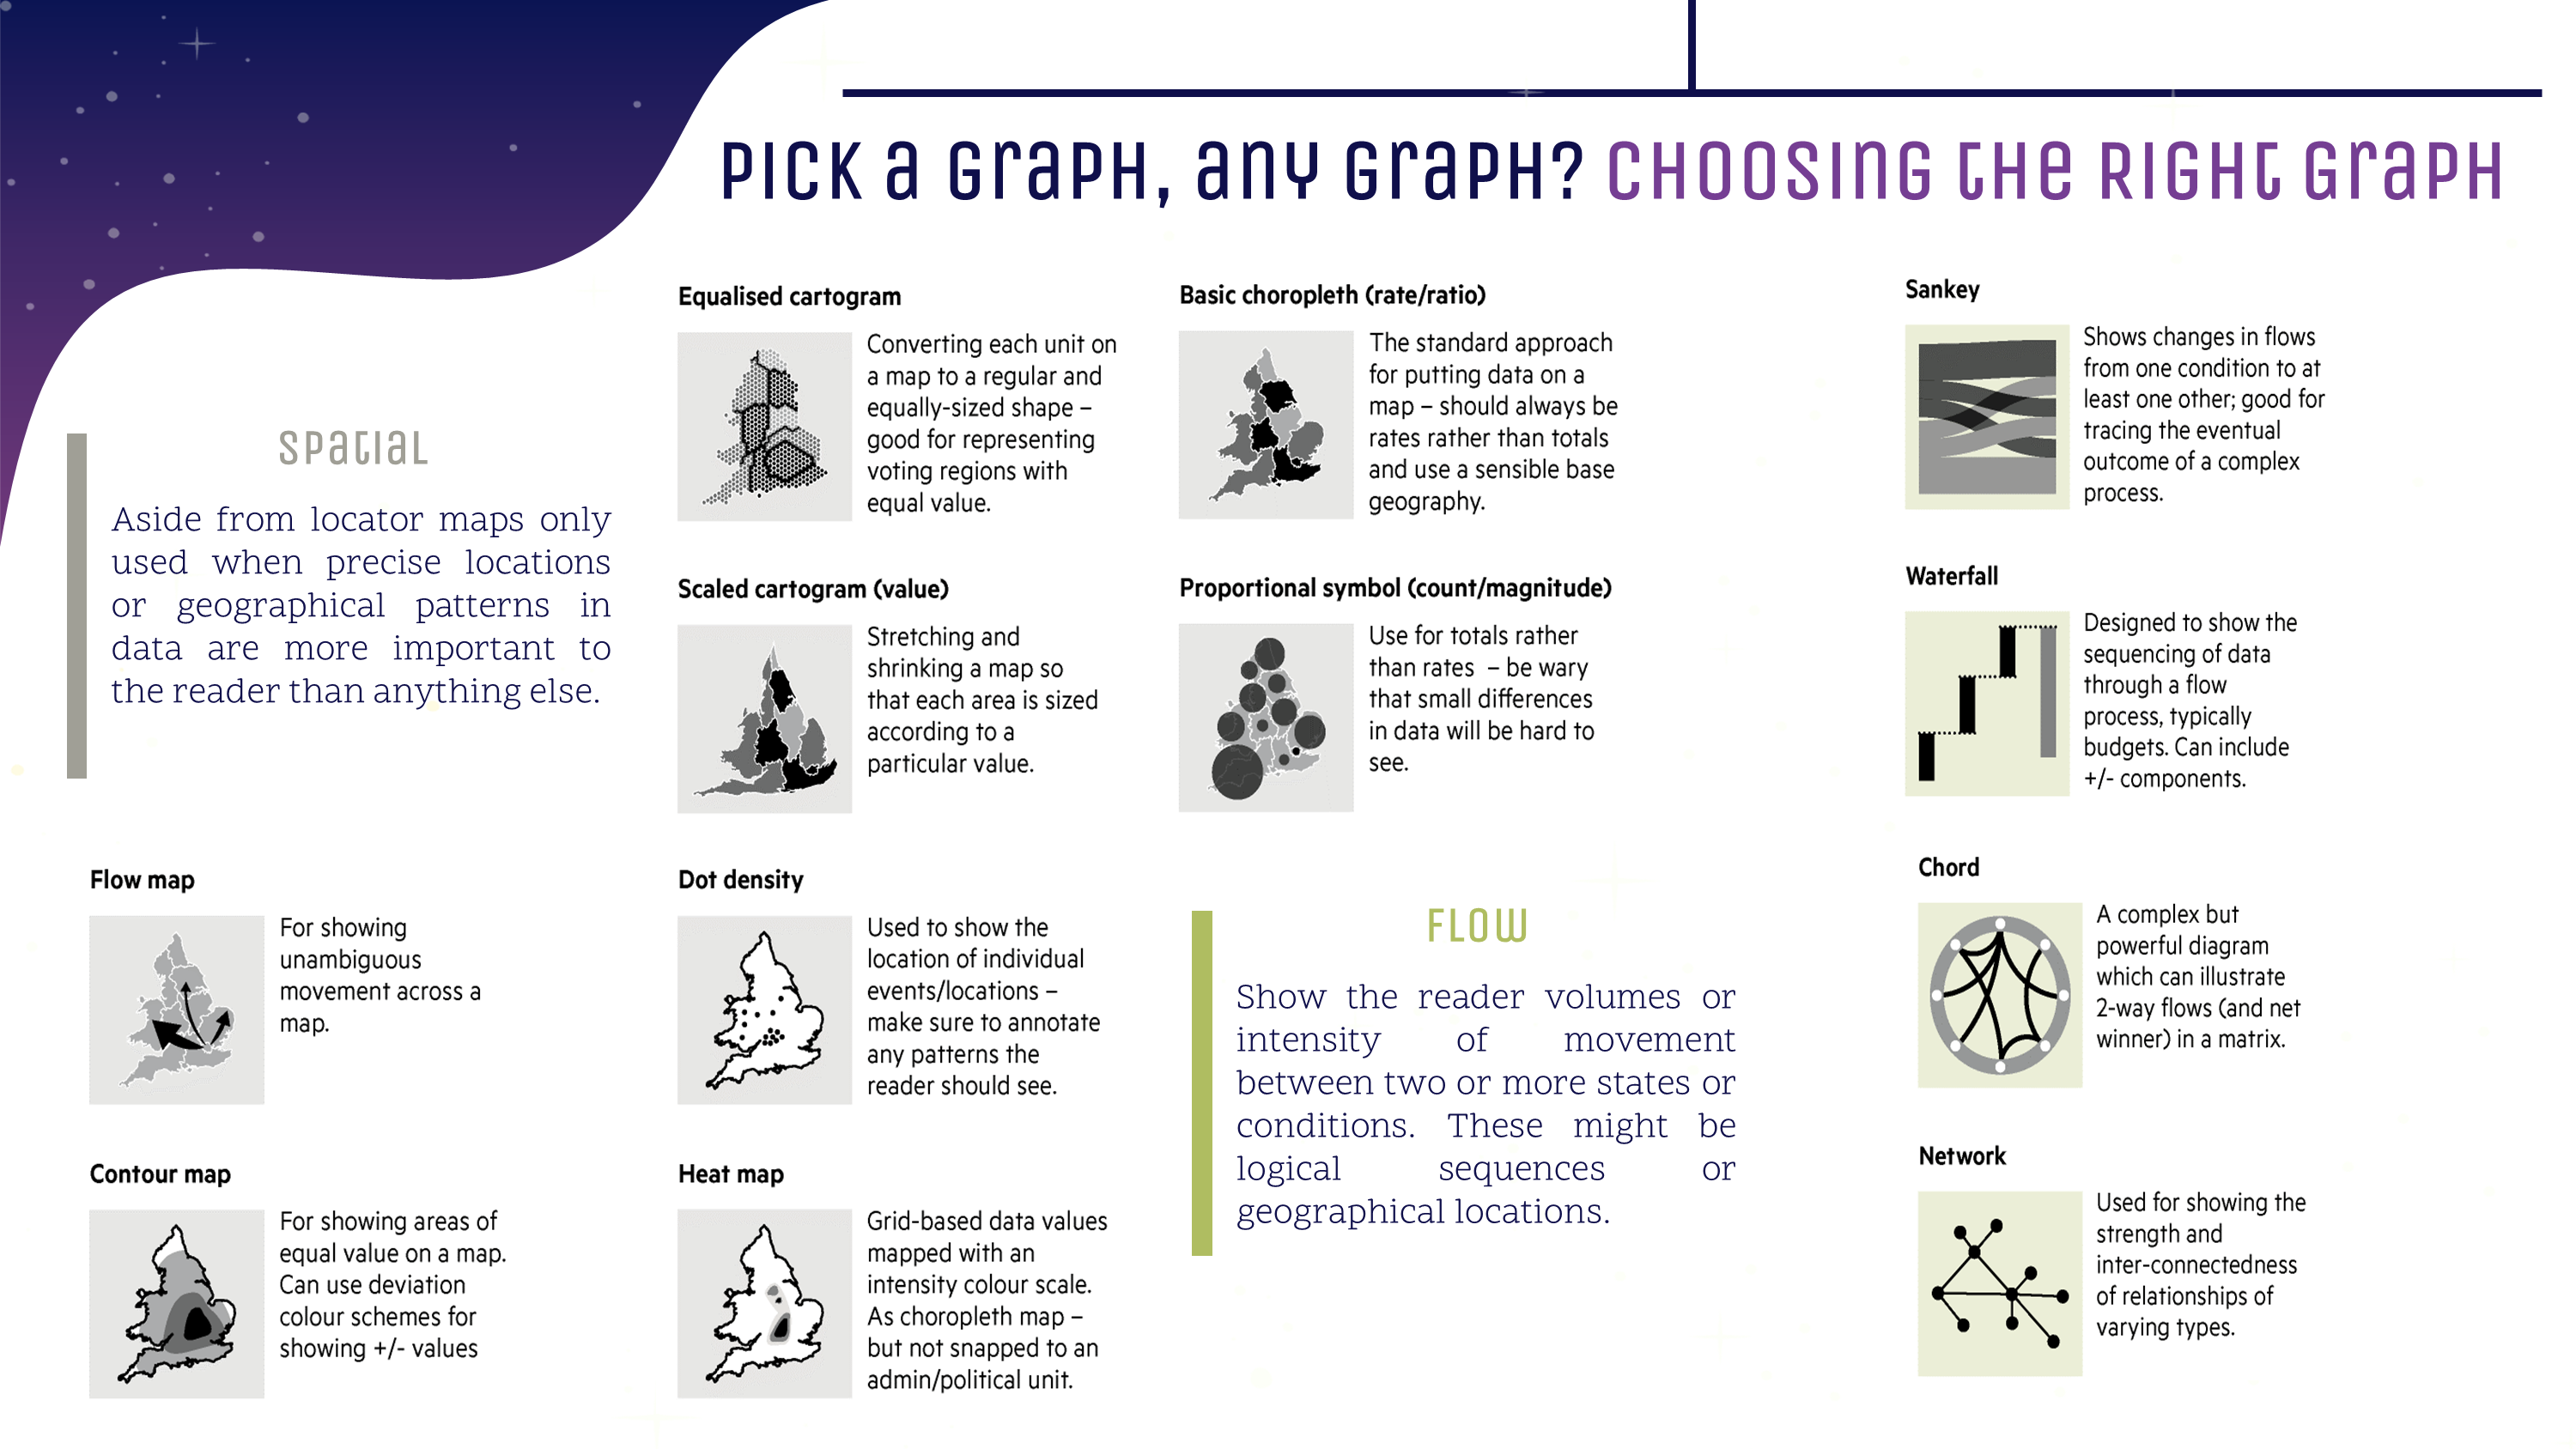 PICK a GraPH, any GraPH? CHOOSING tHe RIGHt GraPH
SPatIaL
Aside from locator maps only
used when precise locations
or geographical patterns in
data are more important to
the reader than anything else.
Equalised cartogram
Converting each unit on
a map to a regular and
equally-sized shape –
good for representing
voting regions with
equal value.
Basic choropleth (rate/ratio)
The standard approach
for putting data on a
map – should always be
rates rather than totals
and use a sensible base
geography.
Scaled cartogram (value)
Stretching and
shrinking a map so
that each area is sized
according to a
particular value.
Proportional symbol (count/magnitude)
Use for totals rather
than rates – be wary
that small differences
in data will be hard to
see.
Flow map
For showing
unambiguous
movement across a
map.
Dot density
Used to show the
location of individual
events/locations –
make sure to annotate
any patterns the
reader should see.
Contour map
For showing areas of
equal value on a map.
Can use deviation
colour schemes for
showing +/- values
Heat map
Grid-based data values
mapped with an
intensity colour scale.
As choropleth map –
but not snapped to an
admin/political unit.
FLOW
Show the reader volumes or
intensity of movement
between two or more states or
conditions. These might be
logical sequences or
geographical locations.
Sankey
Shows changes in flows
from one condition to at
least one other; good for
tracing the eventual
outcome of a complex
process.
Waterfall
Designed to show the
sequencing of data
through a flow
process, typically
budgets. Can include
+/- components.
Chord
A complex but
powerful diagram
which can illustrate
2-way flows (and net
winner) in a matrix.
Network
Used for showing the
strength and
inter-connectedness
of relationships of
varying types.